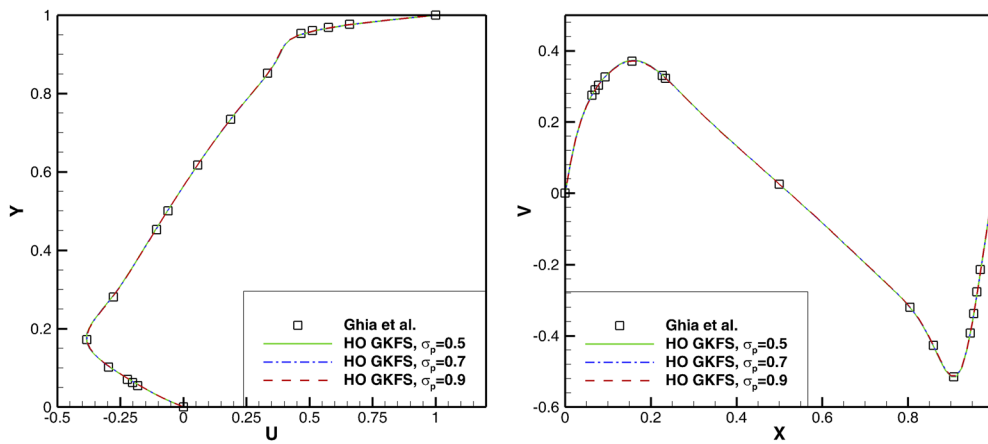 1
0.8
0.6
0.4
0.2
0
Y
-0.5
-0.25
0
0.25
0.5
0.75
1
U
Ghia et al.
HO GKFS, σp=0.5
HO GKFS, σp=0.7
HO GKFS, σp=0.9
0.4
0.2
0
-0.2
-0.4
-0.6
V
0
0.2
0.4
0.6
0.8
X
Ghia et al.
HO GKFS, σp=0.5
HO GKFS, σp=0.7
HO GKFS, σp=0.9